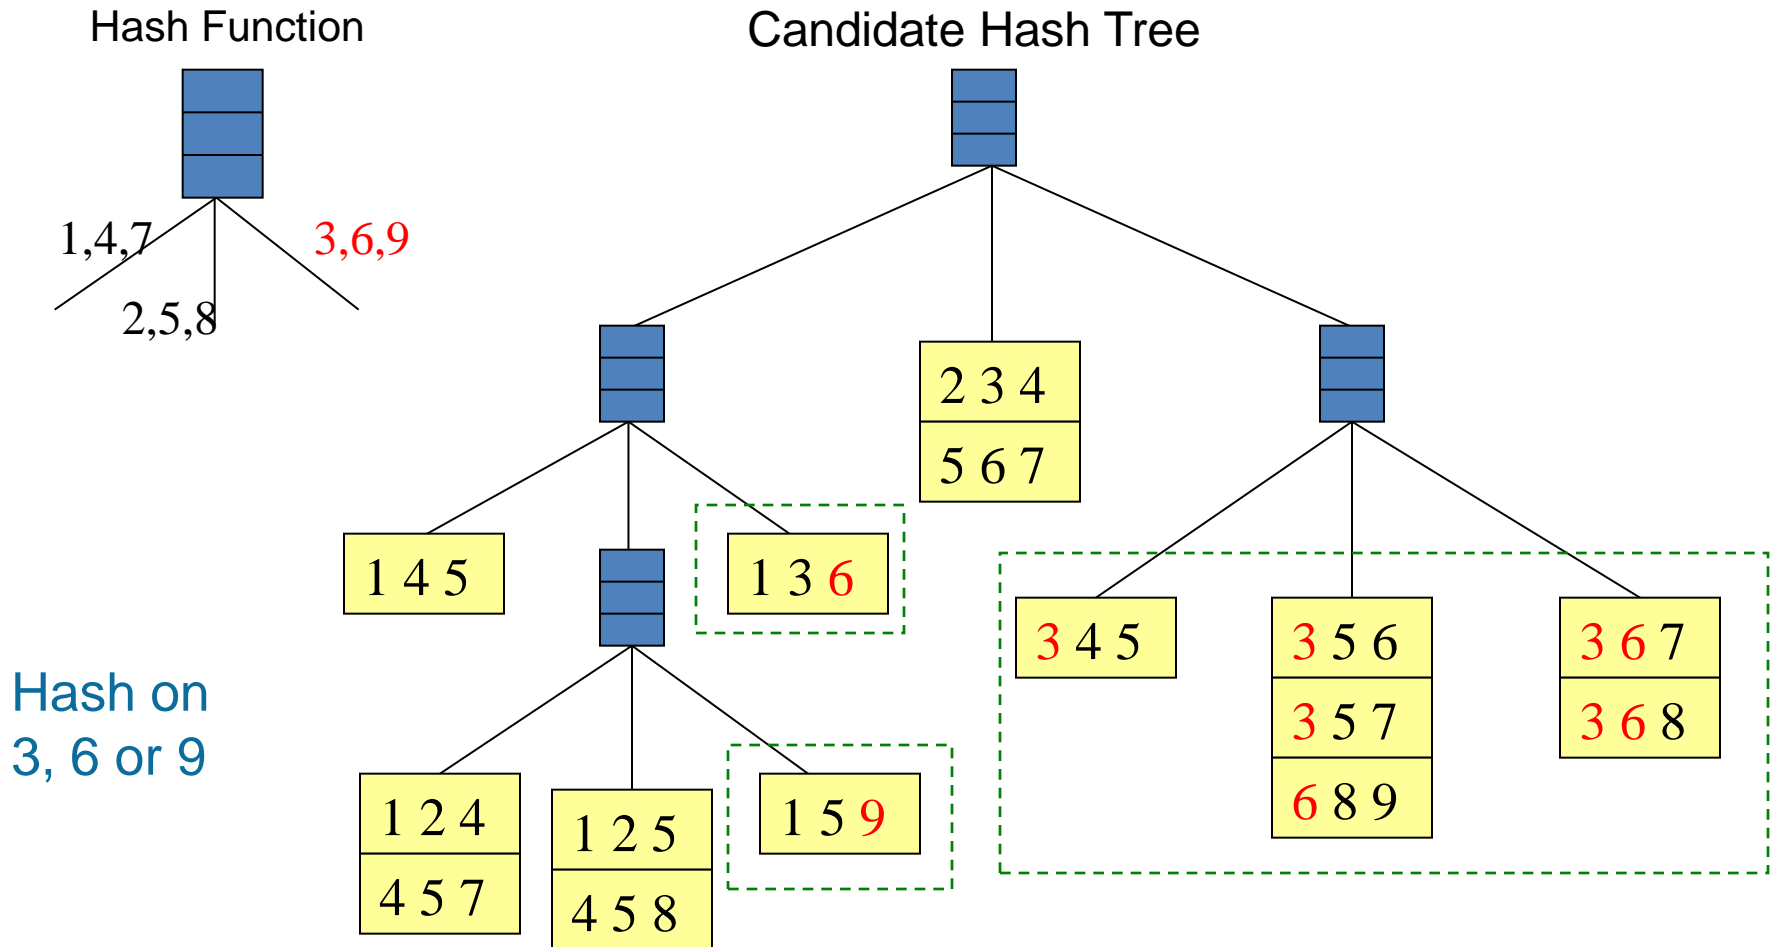 Hash Function
Candidate Hash Tree
1,4,7
3,6,9
2,5,8
2 3 4
5 6 7
1 4 5
1 3 6
3 4 5
3 5 6
3 6 7
3 5 7
3 6 8
6 8 9
Hash on
3, 6 or 9
1 2 4
1 2 5
1 5 9
4 5 7
4 5 8